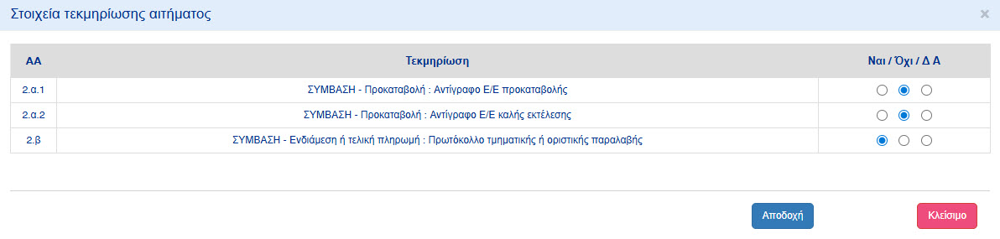 Στοιχεία τεκμηρίωσης αιτήματος ×
ΑΑ Τεκμηρίωση Ναι / Όχι / Δ Α
2.α.1 ΣΥΜΒΑΣΗ - Προκαταβολή : Αντίγραφο Ε/Ε προκαταβολής
2.α.2 ΣΥΜΒΑΣΗ - Προκαταβολή : Αντίγραφο Ε/Ε καλής εκτέλεσης
2.β ΣΥΜΒΑΣΗ - Ενδιάμεση ή τελική πληρωμή : Πρωτόκολλο τμηματικής ή οριστικής παραλαβής
Αποδοχή Κλείσιμο